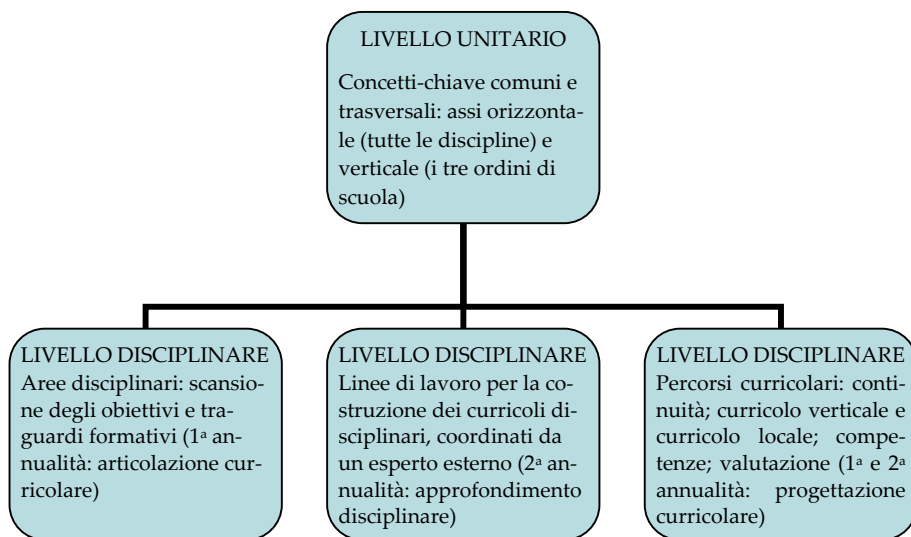 LIVELLO UNITARIO
Concetti-chiave comuni e
trasversali: assi orizzonta-
le (tutte le discipline) e
verticale (i tre ordini di
scuola)
LIVELLO DISCIPLINARE
Aree disciplinari: scansio-
ne degli obiettivi e tra-
guardi formativi (1ª an-
nualità: articolazione cur-
ricolare)
LIVELLO DISCIPLINARE
Linee di lavoro per la co-
struzione dei curricoli di-
sciplinari, coordinati da
un esperto esterno (2ª an-
nualità: approfondimento
disciplinare)
LIVELLO DISCIPLINARE
Percorsi curricolari: conti-
nuità; curricolo verticale e
curricolo locale; compe-
tenze; valutazione (1ª e 2ª
annualità: progettazione
curricolare)